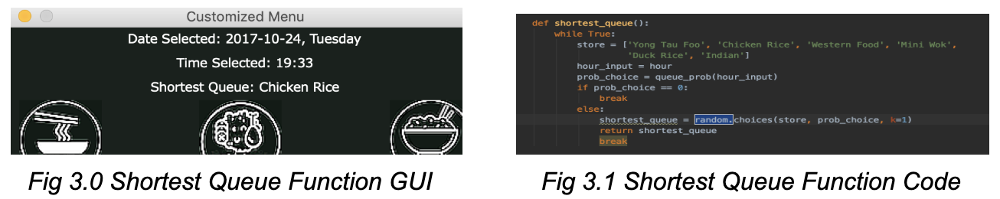 Customized Menu
Date Selected: 2017-10-24, Tuesday
Time Selected: 19:33
Shortest Queue: Chicken Rice
Fig 3.0 Shortest Queue Function GUI
def shortest_queue():
    while True:
        store = ['Yong Tau Foo', 'Chicken Rice', 'Western Food', 'Mini Wok',
                 'Duck Rice', 'Indian']
        hour_input = hour
        prob_choice = queue_prob(hour_input)
        if prob_choice == 0:
            break
        else:
            shortest_queue = random.choices(store, prob_choice, k=1)
            return shortest_queue
            break
Fig 3.1 Shortest Queue Function Code